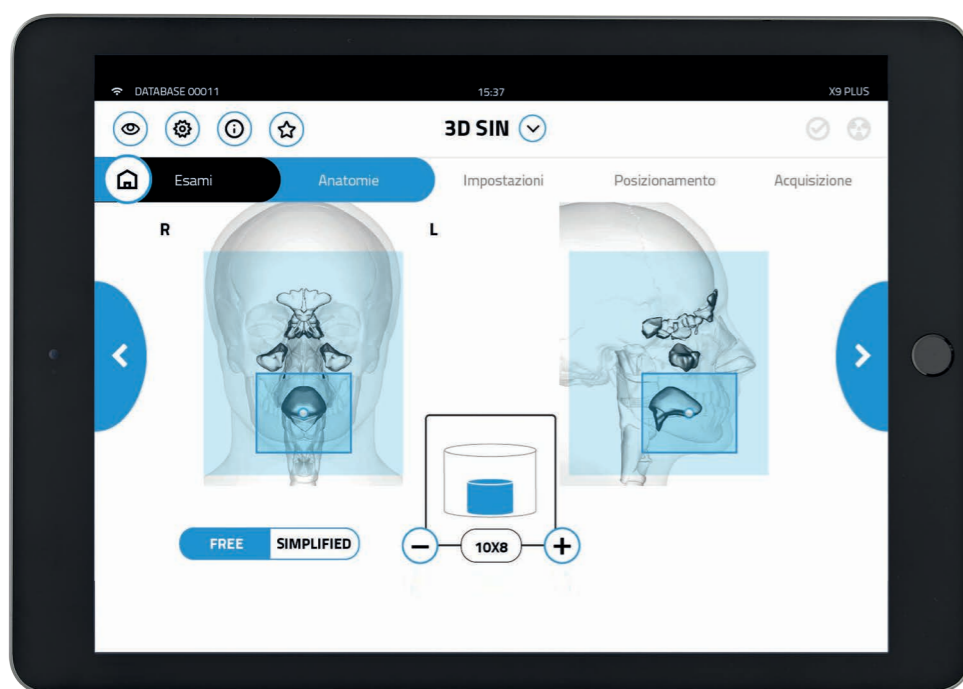 DATABASE 00011 15:37 X9 PLUS
3D SIN
Esami Anatomie Impostazioni Posizionamento Acquisizione
R L
FREE SIMPLIFIED 10X8